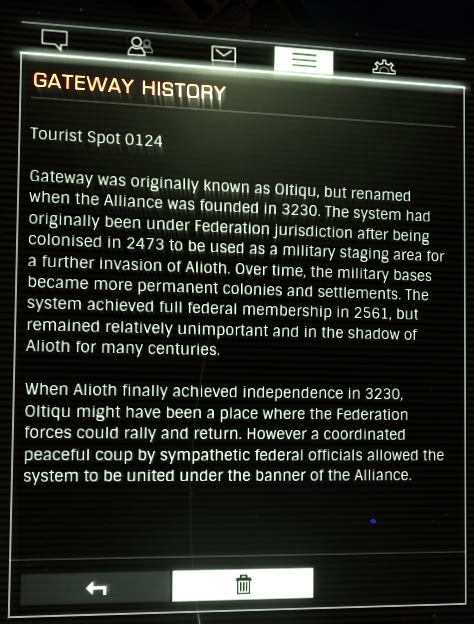 GATEWAY HISTORY
Tourist Spot 0124
Gateway was originally known as Oltiqu, but renamed
when the Alliance was founded in 3230. The system had
originally been under Federation jurisdiction after being
colonised in 2473 to be used as a military staging area for
a further invasion of Alioth. Over time, the military bases
became more permanent colonies and settlements. The
system achieved full federal membership in 2561, but
remained relatively unimportant and in the shadow of
Alioth for many centuries.
When Alioth finally achieved independence in 3230,
Oltiqu might have been a place where the Federation
forces could rally and return. However a coordinated
peaceful coup by sympathetic federal officials allowed the
system to be united under the banner of the Alliance.